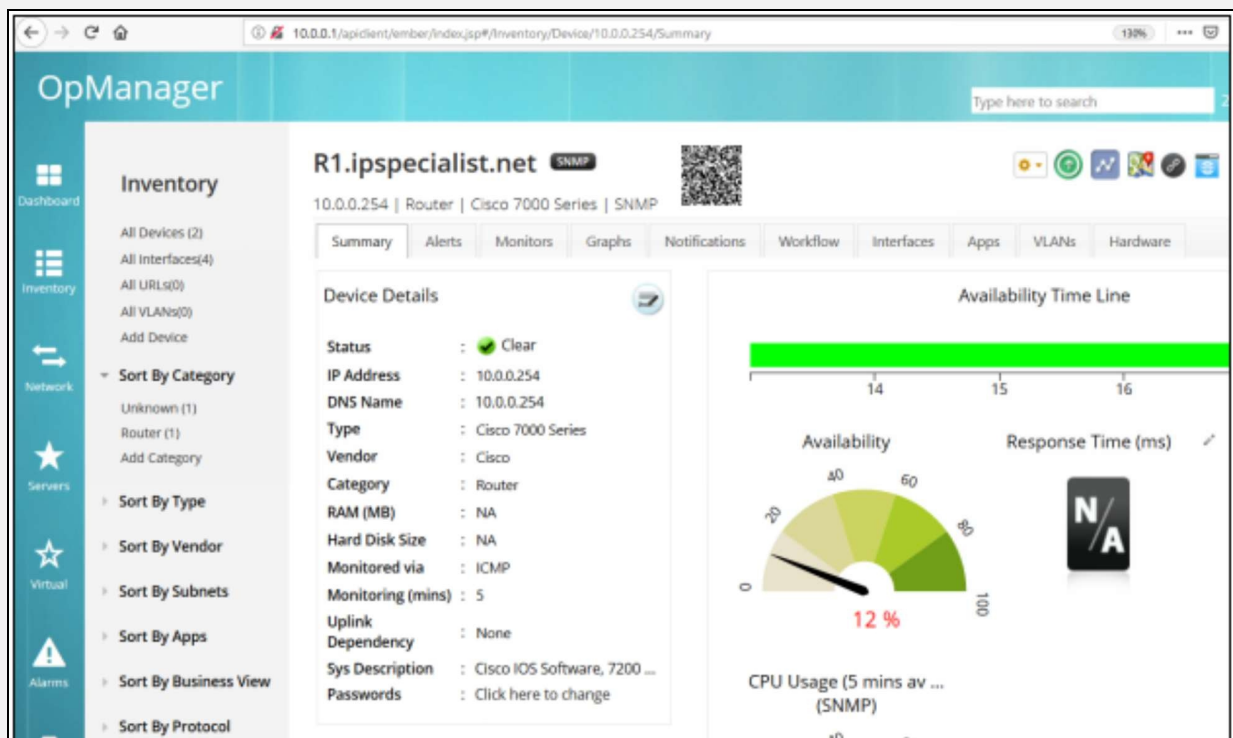 10.0.0.1/apiclient/ember/index.jsp#/Inventory/Device/10.0.0.254/Summary
130%
OpManager
Type here to search
2
Dashboard
Inventory
Network
Servers
Virtual
Alarms
Inventory
All Devices (2)
All Interfaces(4)
All URLs(0)
All VLANs(0)
Add Device
Sort By Category
Unknown (1)
Router (1)
Add Category
Sort By Type
Sort By Vendor
Sort By Subnets
Sort By Apps
Sort By Business View
Sort By Protocol
R1.ipspecialist.net SNMP
10.0.0.254 | Router | Cisco 7000 Series | SNMP
Summary Alerts Monitors Graphs Notifications Workflow Interfaces Apps VLANs Hardware
Device Details
Status : Clear
IP Address : 10.0.0.254
DNS Name : 10.0.0.254
Type : Cisco 7000 Series
Vendor : Cisco
Category : Router
RAM (MB) : NA
Hard Disk Size : NA
Monitored via : ICMP
Monitoring (mins) : 5
Uplink
Dependency : None
Sys Description : Cisco IOS Software, 7200 ...
Passwords : Click here to change
Availability Time Line
14 15 16
Availability
0 20 40 60 80 100
12 %
Response Time (ms)
N/A
CPU Usage (5 mins av ...
(SNMP)